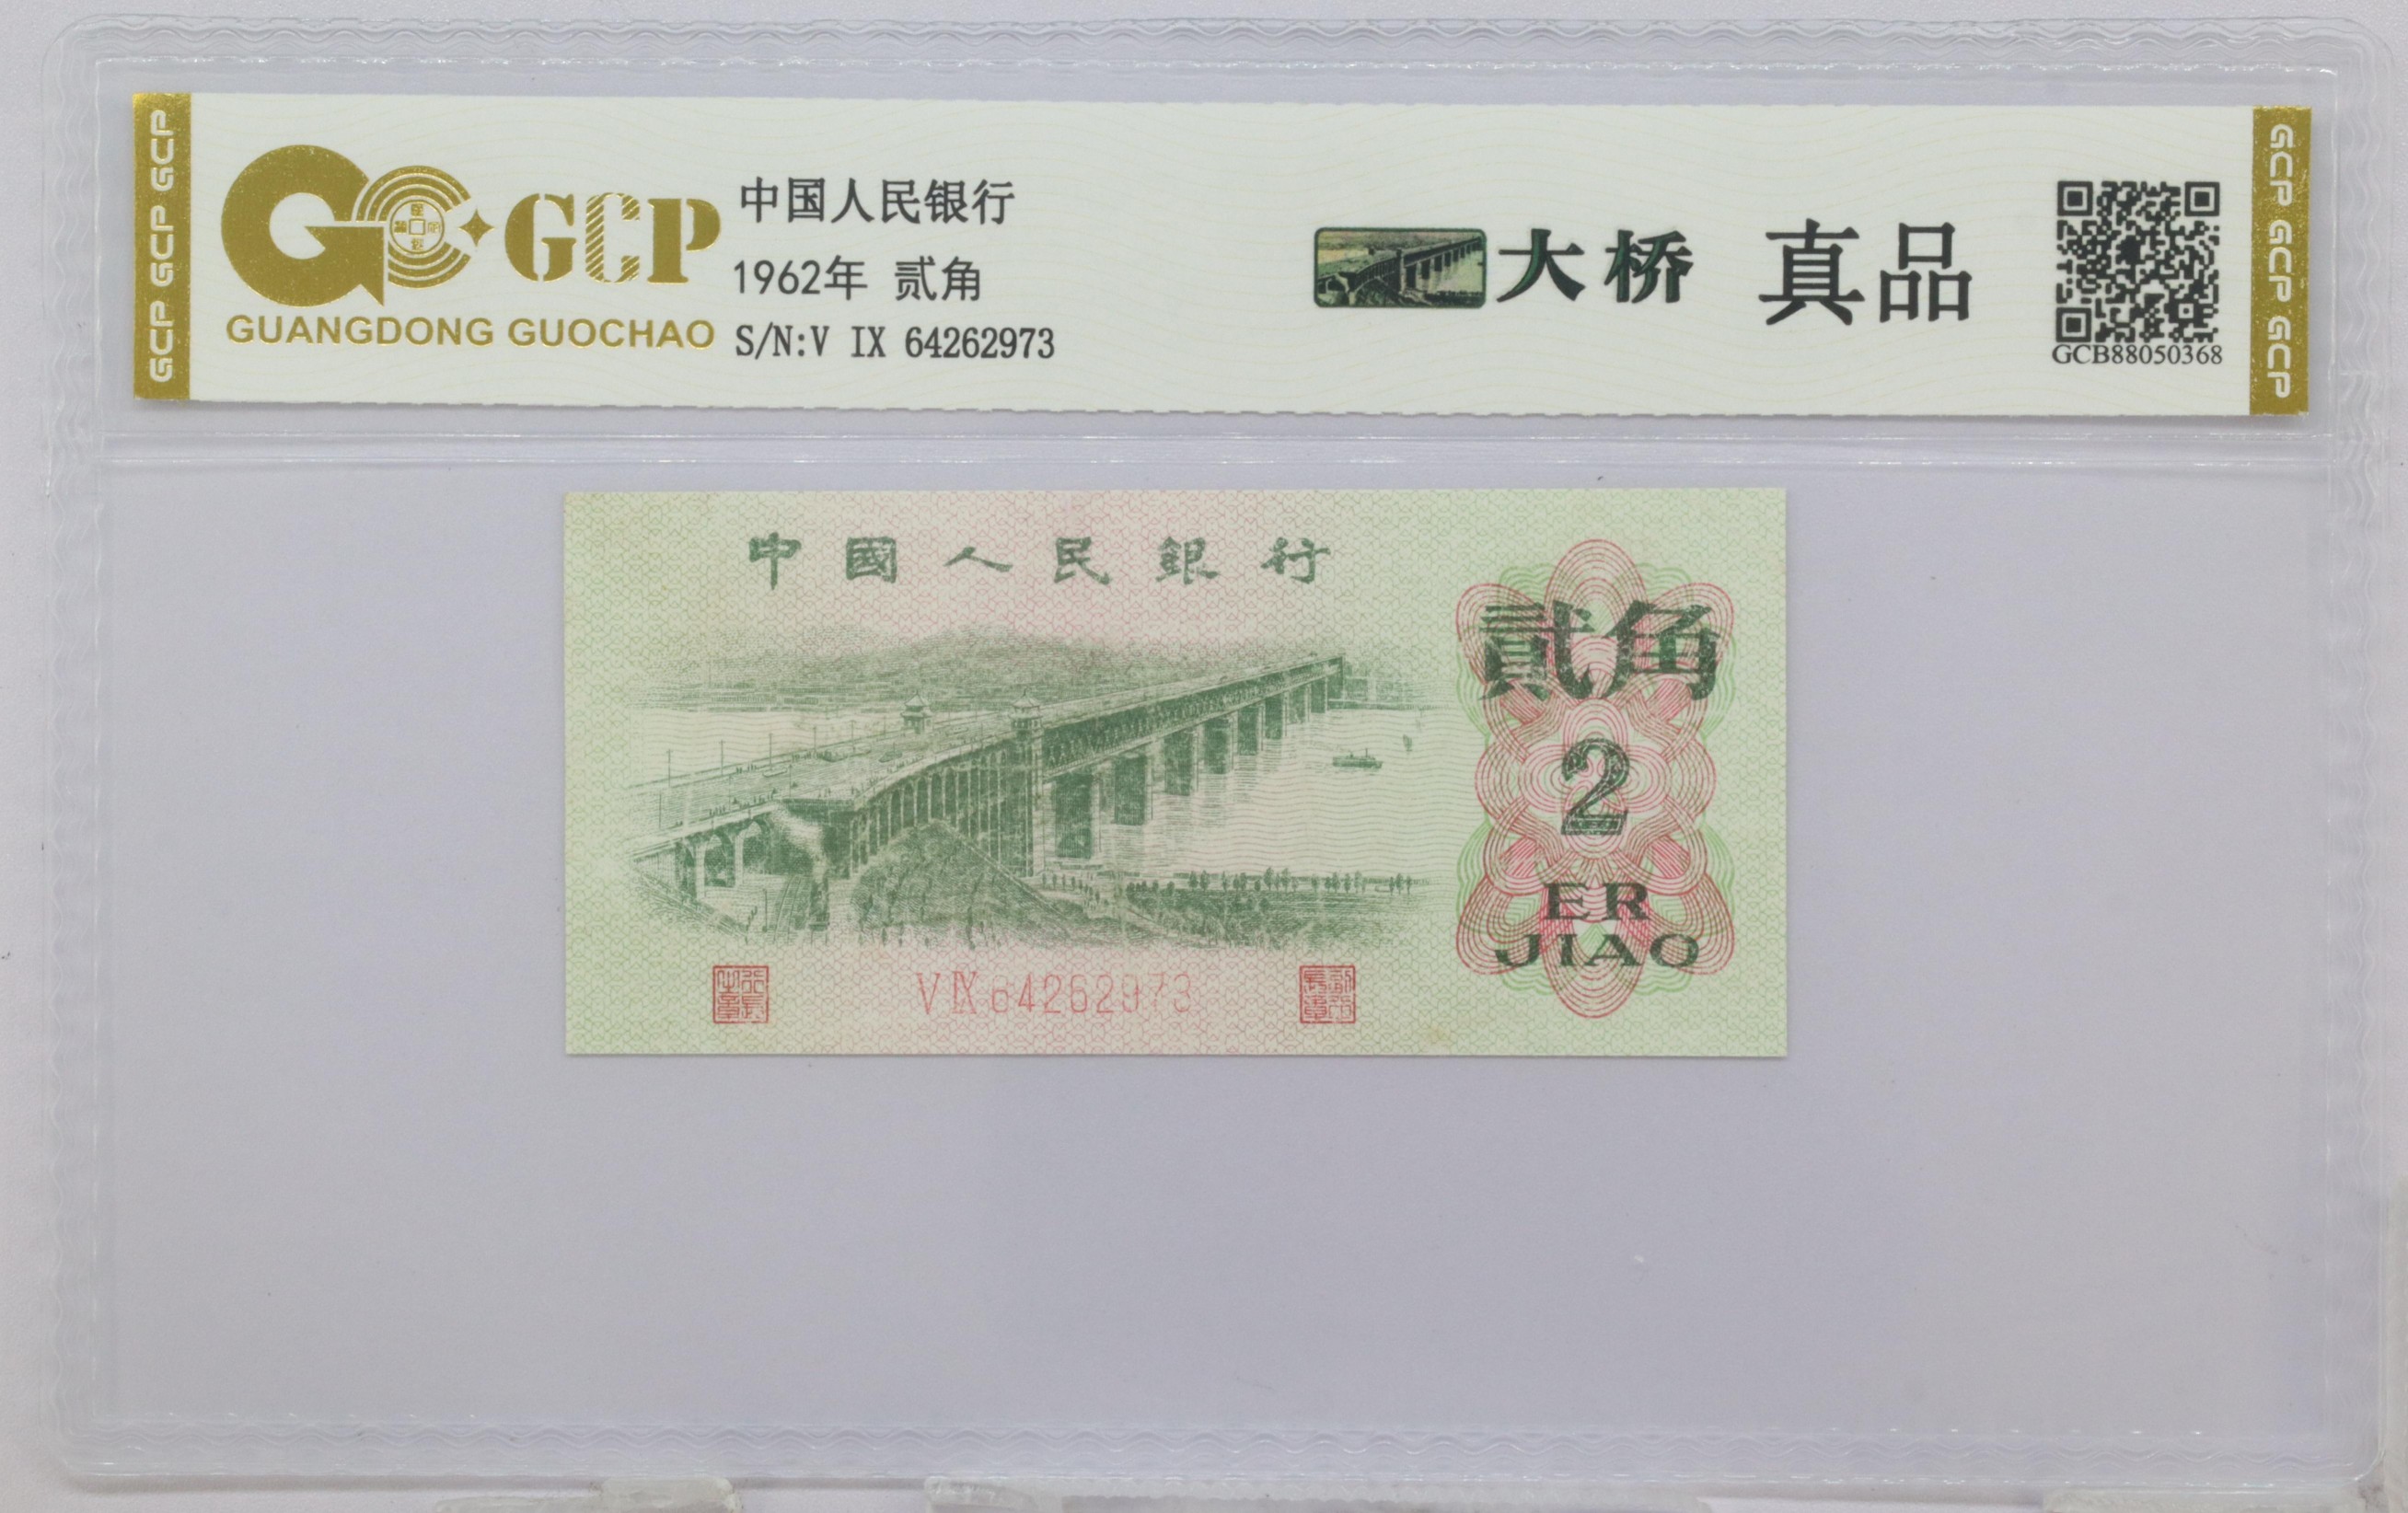 GCP GCP GCP
GCP
GUANGDONG GUOCHAO
中国人民银行
1962年 贰角
S/N:V IX 64262973
大桥 真品
GCB88050368
GCP GCP GCP
中國人民銀行
貳角
2
ER
JIAO
V IX 64262973